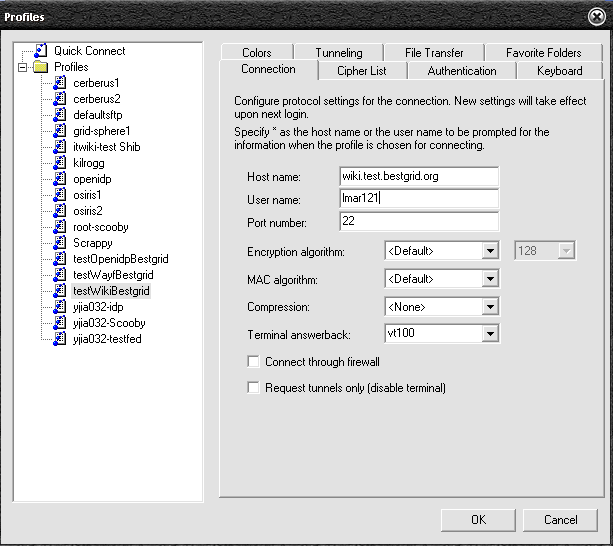 Profiles
Quick Connect
Profiles
cerberus1
cerberus2
defaultsftp
grid-sphere1
itwiki-test Shib
kilrogg
openidp
osiris1
osiris2
root-scooby
Scrappy
testOpenidpBestgrid
testWayfBestgrid
testWikiBestgrid
yjia032-idp
yjia032-Scooby
yjia032-testfed
Colors Tunneling File Transfer Favorite Folders
Connection Cipher List Authentication Keyboard
Configure protocol settings for the connection. New settings will take effect
upon next login.
Specify * as the host name or the user name to be prompted for the
information when the profile is chosen for connecting.
Host name: wiki.test.bestgrid.org
User name: lmar121
Port number: 22
Encryption algorithm: <Default> 128
MAC algorithm: <Default>
Compression: <None>
Terminal answerback: vt100
Connect through firewall
Request tunnels only (disable terminal)
OK Cancel